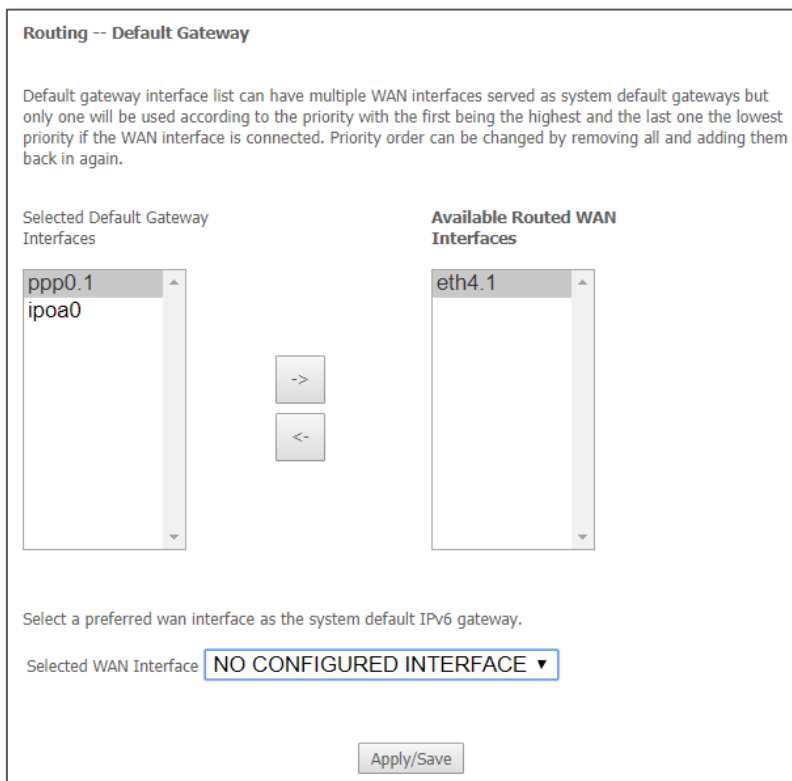 Routing -- Default Gateway
Default gateway interface list can have multiple WAN interfaces served as system default gateways but
only one will be used according to the priority with the first being the highest and the last one the lowest
priority if the WAN interface is connected. Priority order can be changed by removing all and adding them
back in again.
Selected Default Gateway
Interfaces
Available Routed WAN
Interfaces
ppp0.1
ipoa0
eth4.1
->
<-
Select a preferred wan interface as the system default IPv6 gateway.
Selected WAN Interface NO CONFIGURED INTERFACE
Apply/Save